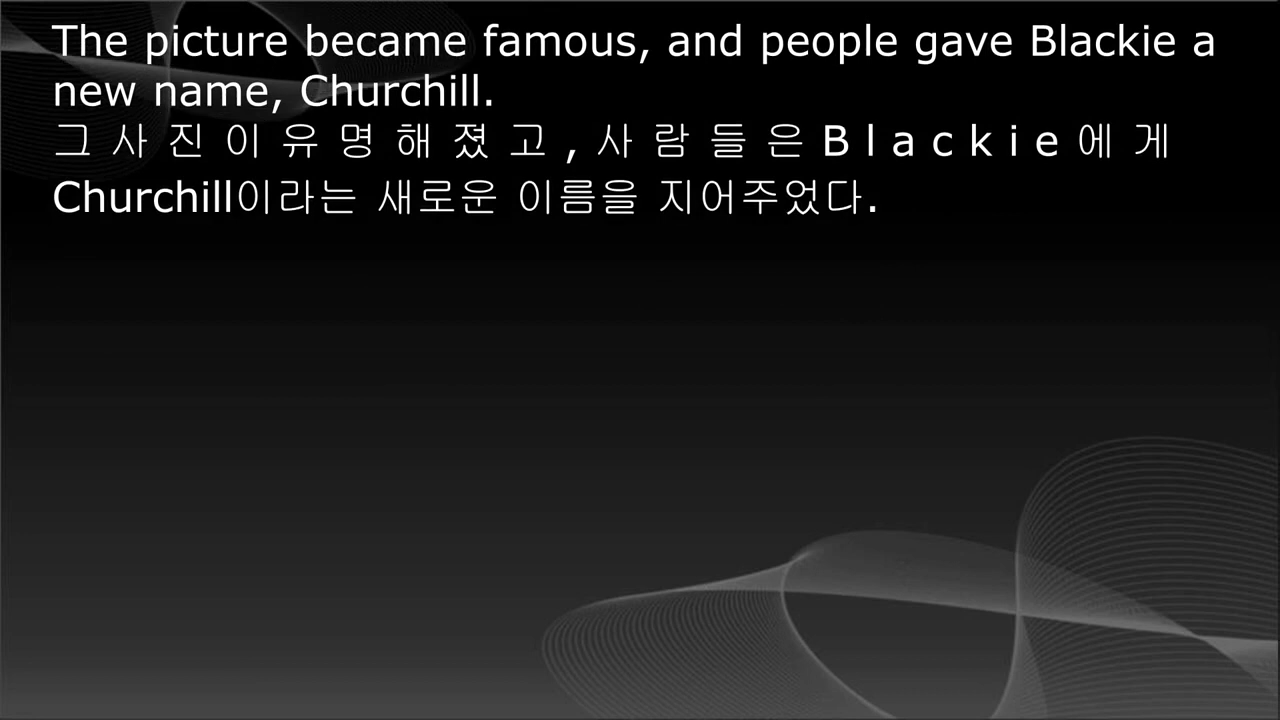 The picture became famous, and people gave Blackie a
new name, Churchill.
그 사진이 유명해졌고, 사람들은 Blackie에게
Churchill이라는 새로운 이름을 지어주었다.